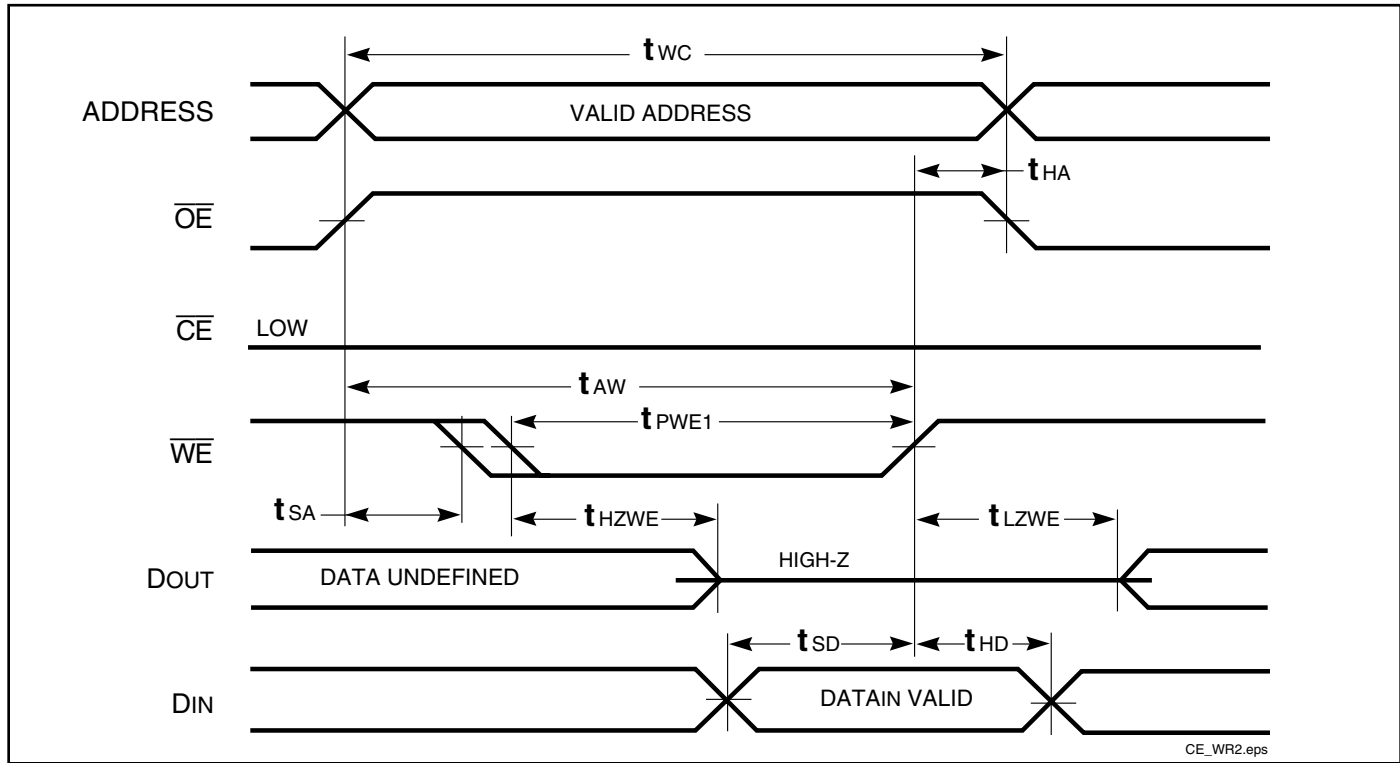 tWC
ADDRESS
VALID ADDRESS
tHA
OE
CE
LOW
tAW
tPWE1
WE
tSA
tHZWE
tLZWE
DOUT
DATA UNDEFINED
HIGH-Z
tSD
tHD
DIN
DATAIN VALID
CE_WR2.eps